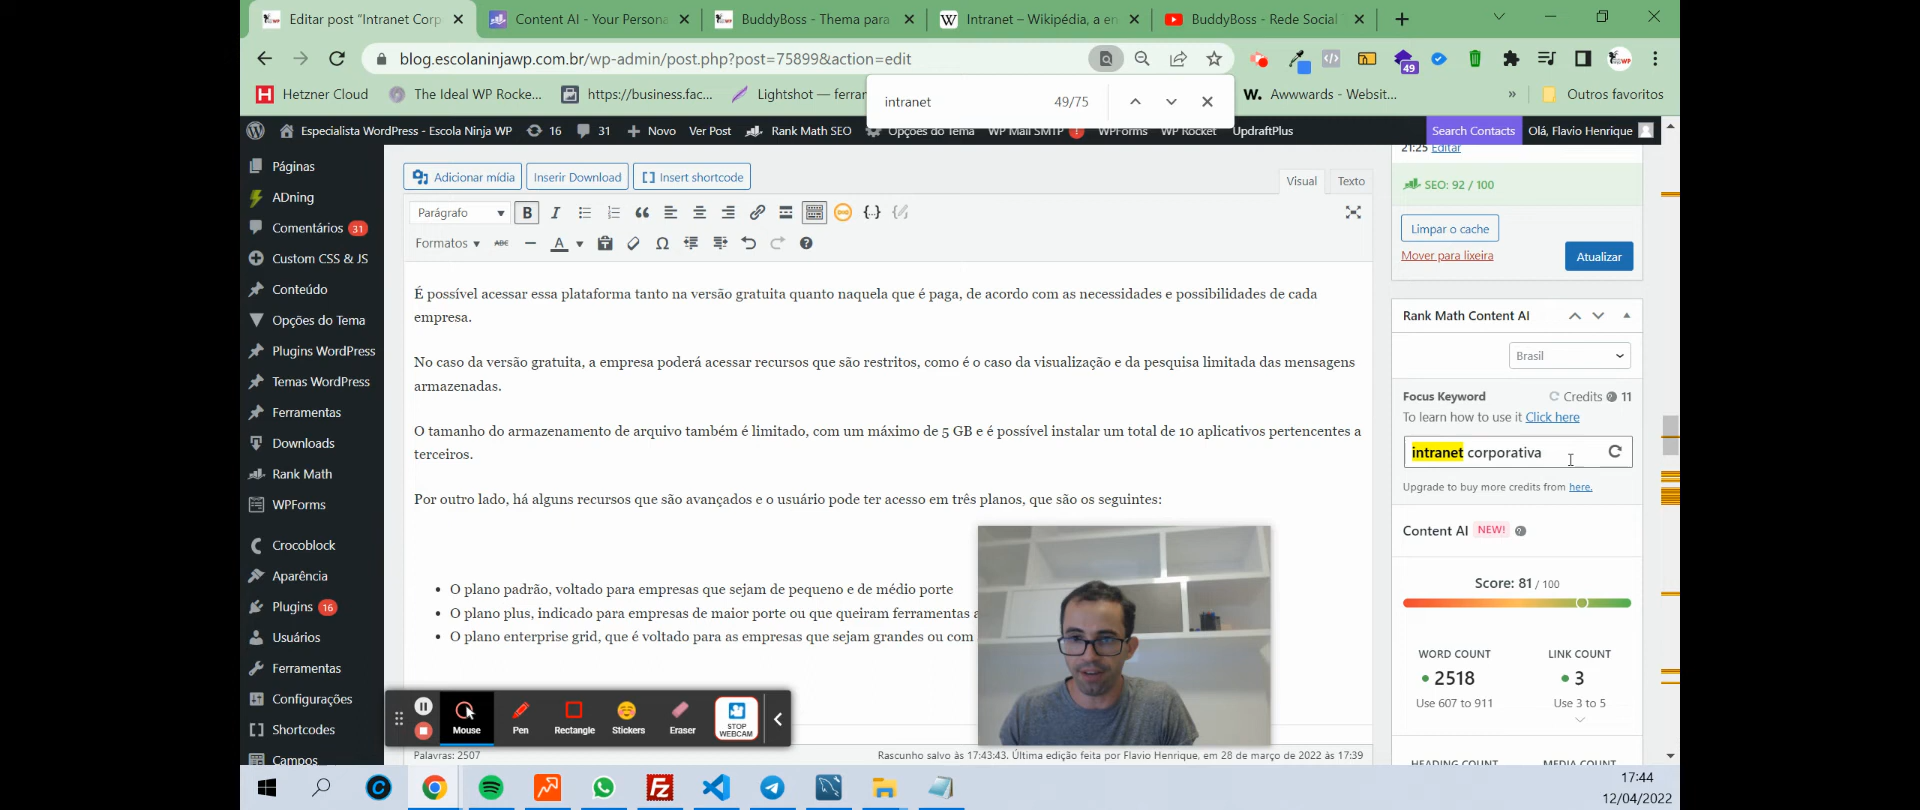 Editar post “Intranet Corp
Content AI - Your Persona
BuddyBoss - Thema para
Intranet – Wikipédia, a en
BuddyBoss - Rede Social
blog.escolaninjawp.com.br/wp-admin/post.php?post=75899&action=edit
49
intranet
49/75
Hetzner Cloud
The Ideal WP Rocke...
https://business.fac...
Lightshot — ferrar
W. Awwwards - Websit...
»
Outros favoritos
Especialista WordPress - Escola Ninja WP
16
31
+ Novo
Ver Post
Rank Math SEO
Opções do Tema
WP Mail SMTP
WPForms
WP Rocket
UpdraftPlus
Search Contacts
Olá, Flavio Henrique
Páginas
ADning
Comentários 31
Custom CSS & JS
Conteúdo
Opções do Tema
Plugins WordPress
Temas WordPress
Ferramentas
Downloads
Rank Math
WPForms
Crocoblock
Aparência
Plugins 16
Usuários
Ferramentas
Configurações
Shortcodes
Campos
Adicionar mídia
Inserir Download
[ ] Insert shortcode
Visual
Texto
Parágrafo
B
I
Formatos
ABC
A
É possível acessar essa plataforma tanto na versão gratuita quanto naquela que é paga, de acordo com as necessidades e possibilidades de cada
empresa.
No caso da versão gratuita, a empresa poderá acessar recursos que são restritos, como é o caso da visualização e da pesquisa limitada das mensagens
armazenadas.
O tamanho do armazenamento de arquivo também é limitado, com um máximo de 5 GB e é possível instalar um total de 10 aplicativos pertencentes a
terceiros.
Por outro lado, há alguns recursos que são avançados e o usuário pode ter acesso em três planos, que são os seguintes:
• O plano padrão, voltado para empresas que sejam de pequeno e de médio porte
• O plano plus, indicado para empresas de maior porte ou que queiram ferramentas a
• O plano enterprise grid, que é voltado para as empresas que sejam grandes ou com
Mouse
Pen
Rectangle
Stickers
Eraser
STOP
WEBCAM
Palavras: 2507
Rascunho salvo às 17:43:43. Última edição feita por Flavio Henrique, em 28 de março de 2022 às 17:39
21:25 Editar
SEO: 92 / 100
Limpar o cache
Mover para lixeira
Atualizar
Rank Math Content AI
Brasil
Focus Keyword
Credits 11
To learn how to use it Click here
intranet corporativa
Upgrade to buy more credits from here.
Content AI NEW!
Score: 81 / 100
WORD COUNT
2518
Use 607 to 911
LINK COUNT
3
Use 3 to 5
HEADING COUNT
MEDIA COUNT
17:44
12/04/2022